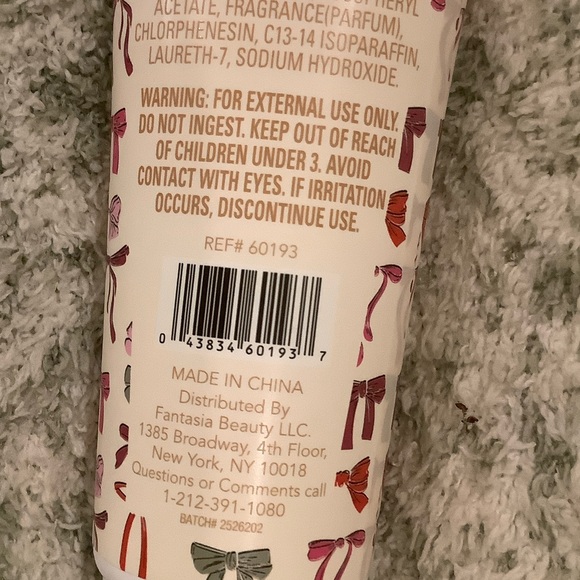 ACETATE, FRAGRANCE(PARFUM),
CHLORPHENESIN, C13-14 ISOPARAFFIN,
LAURETH-7, SODIUM HYDROXIDE.
WARNING: FOR EXTERNAL USE ONLY.
DO NOT INGEST. KEEP OUT OF REACH
OF CHILDREN UNDER 3. AVOID
CONTACT WITH EYES. IF IRRITATION
OCCURS, DISCONTINUE USE.
REF# 60193
0 43834 60193 7
MADE IN CHINA
Distributed By
Fantasia Beauty LLC.
1385 Broadway, 4th Floor,
New York, NY 10018
Questions or Comments call
1-212-391-1080
BATCH# 2526202